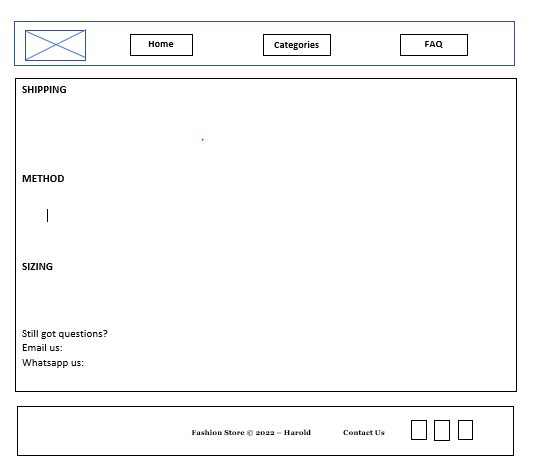 Home Categories FAQ
SHIPPING
METHOD
SIZING
Still got questions?
Email us:
Whatsapp us:
Fashion Store © 2022 – Harold Contact Us